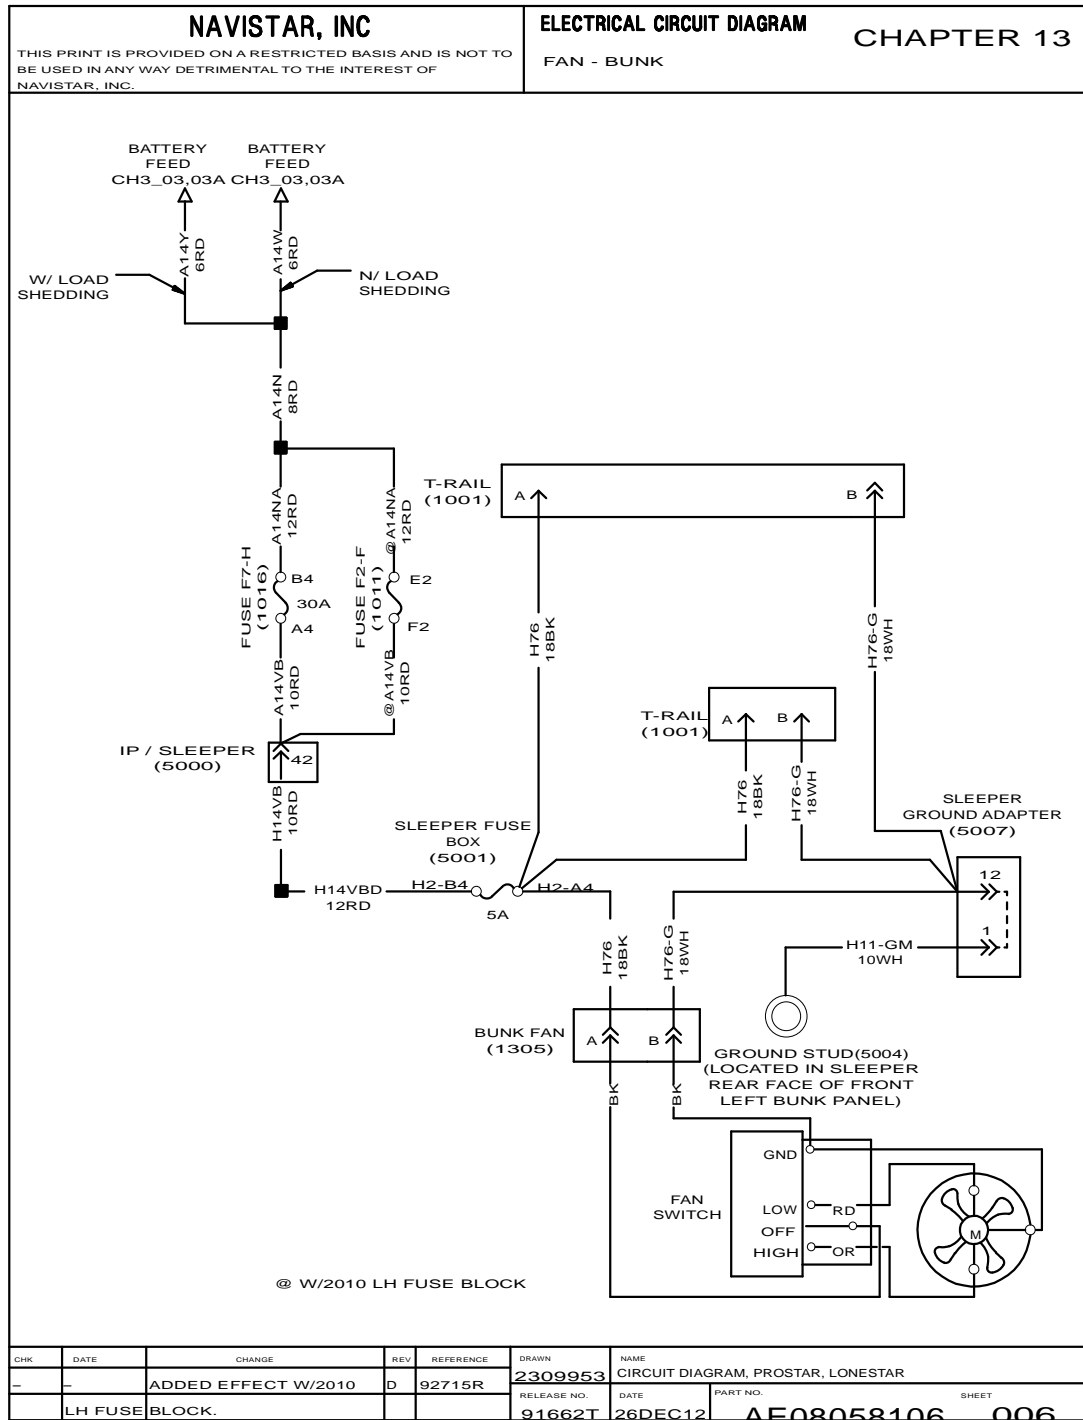 NAVISTAR, INC
THIS PRINT IS PROVIDED ON A RESTRICTED BASIS AND IS NOT TO
BE USED IN ANY WAY DETRIMENTAL TO THE INTEREST OF
NAVISTAR, INC.
ELECTRICAL CIRCUIT DIAGRAM
FAN - BUNK
CHAPTER 13
BATTERY
FEED
CH3_03,03A
BATTERY
FEED
CH3_03,03A
A14Y
6RD
A14W
6RD
W/ LOAD
SHEDDING
N/ LOAD
SHEDDING
A14N
8RD
A14NA
12RD
@A14NA
12RD
FUSE F7-H
(1016)
B4
30A
A4
FUSE F2-F
(1011)
E2
F2
A14VB
10RD
@A14VB
10RD
IP / SLEEPER
(5000)
42
H14VB
10RD
H14VBD
12RD
T-RAIL
(1001)
A
B
H76
18BK
H76-G
18WH
T-RAIL
(1001)
A
B
H76
18BK
H76-G
18WH
SLEEPER FUSE
BOX
(5001)
H2-B4
H2-A4
5A
SLEEPER
GROUND ADAPTER
(5007)
12
1
H11-GM
10WH
H76
18BK
H76-G
18WH
BUNK FAN
(1305)
A
B
GROUND STUD(5004)
(LOCATED IN SLEEPER
REAR FACE OF FRONT
LEFT BUNK PANEL)
BK
BK
FAN
SWITCH
GND
LOW
OFF
HIGH
RD
OR
M
@ W/2010 LH FUSE BLOCK
CHK
DATE
CHANGE
REV
REFERENCE
–
–
ADDED EFFECT W/2010
D
92715R
LH FUSE BLOCK.
DRAWN
2309953
NAME
CIRCUIT DIAGRAM, PROSTAR, LONESTAR
RELEASE NO.
91662T
DATE
26DEC12
PART NO.
AE08058106
SHEET
006